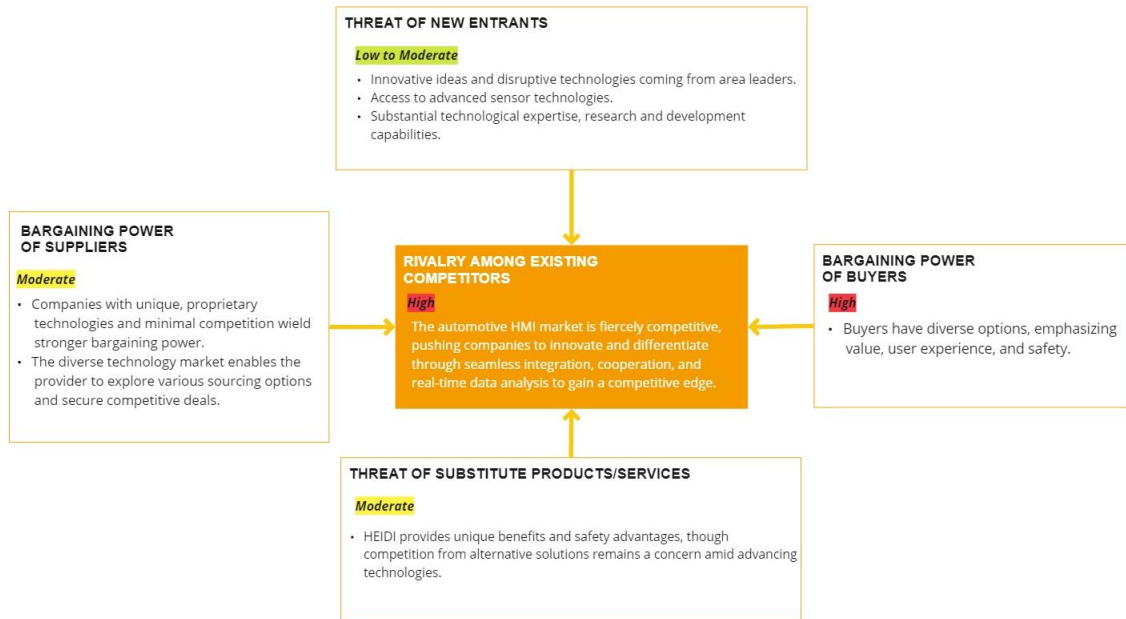 THREAT OF NEW ENTRANTS
Low to Moderate
• Innovative ideas and disruptive technologies coming from area leaders.
• Access to advanced sensor technologies.
• Substantial technological expertise, research and development
capabilities.
BARGAINING POWER
OF SUPPLIERS
Moderate
• Companies with unique, proprietary
technologies and minimal competition wield
stronger bargaining power.
• The diverse technology market enables the
provider to explore various sourcing options
and secure competitive deals.
RIVALRY AMONG EXISTING
COMPETITORS
High
The automotive HMI market is fiercely competitive,
pushing companies to innovate and differentiate
through seamless integration, cooperation, and
real-time data analysis to gain a competitive edge.
BARGAINING POWER
OF BUYERS
High
• Buyers have diverse options, emphasizing
value, user experience, and safety.
THREAT OF SUBSTITUTE PRODUCTS/SERVICES
Moderate
• HEIDI provides unique benefits and safety advantages, though
competition from alternative solutions remains a concern amid advancing
technologies.